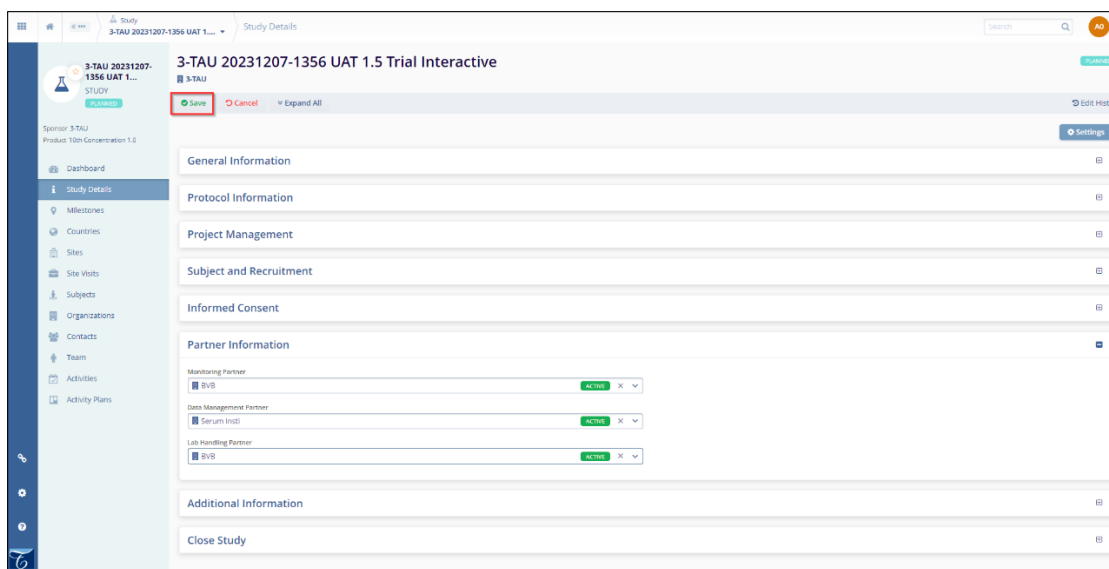 Study
3-TAU 20231207-1356 UAT 1....
Study Details
Search
AO
3-TAU 20231207-
1356 UAT 1...
STUDY
PLANNED
Sponsor 3-TAU
Product 10th Concentration 1.0
Dashboard
Study Details
Milestones
Countries
Sites
Site Visits
Subjects
Organizations
Contacts
Team
Activities
Activity Plans
3-TAU 20231207-1356 UAT 1.5 Trial Interactive
3-TAU
PLANNE
Save Cancel Expand All
Edit Hist
Settings
General Information
Protocol Information
Project Management
Subject and Recruitment
Informed Consent
Partner Information
Monitoring Partner
BVB ACTIVE
Data Management Partner
Serum Insti ACTIVE
Lab Handling Partner
BVB ACTIVE
Additional Information
Close Study